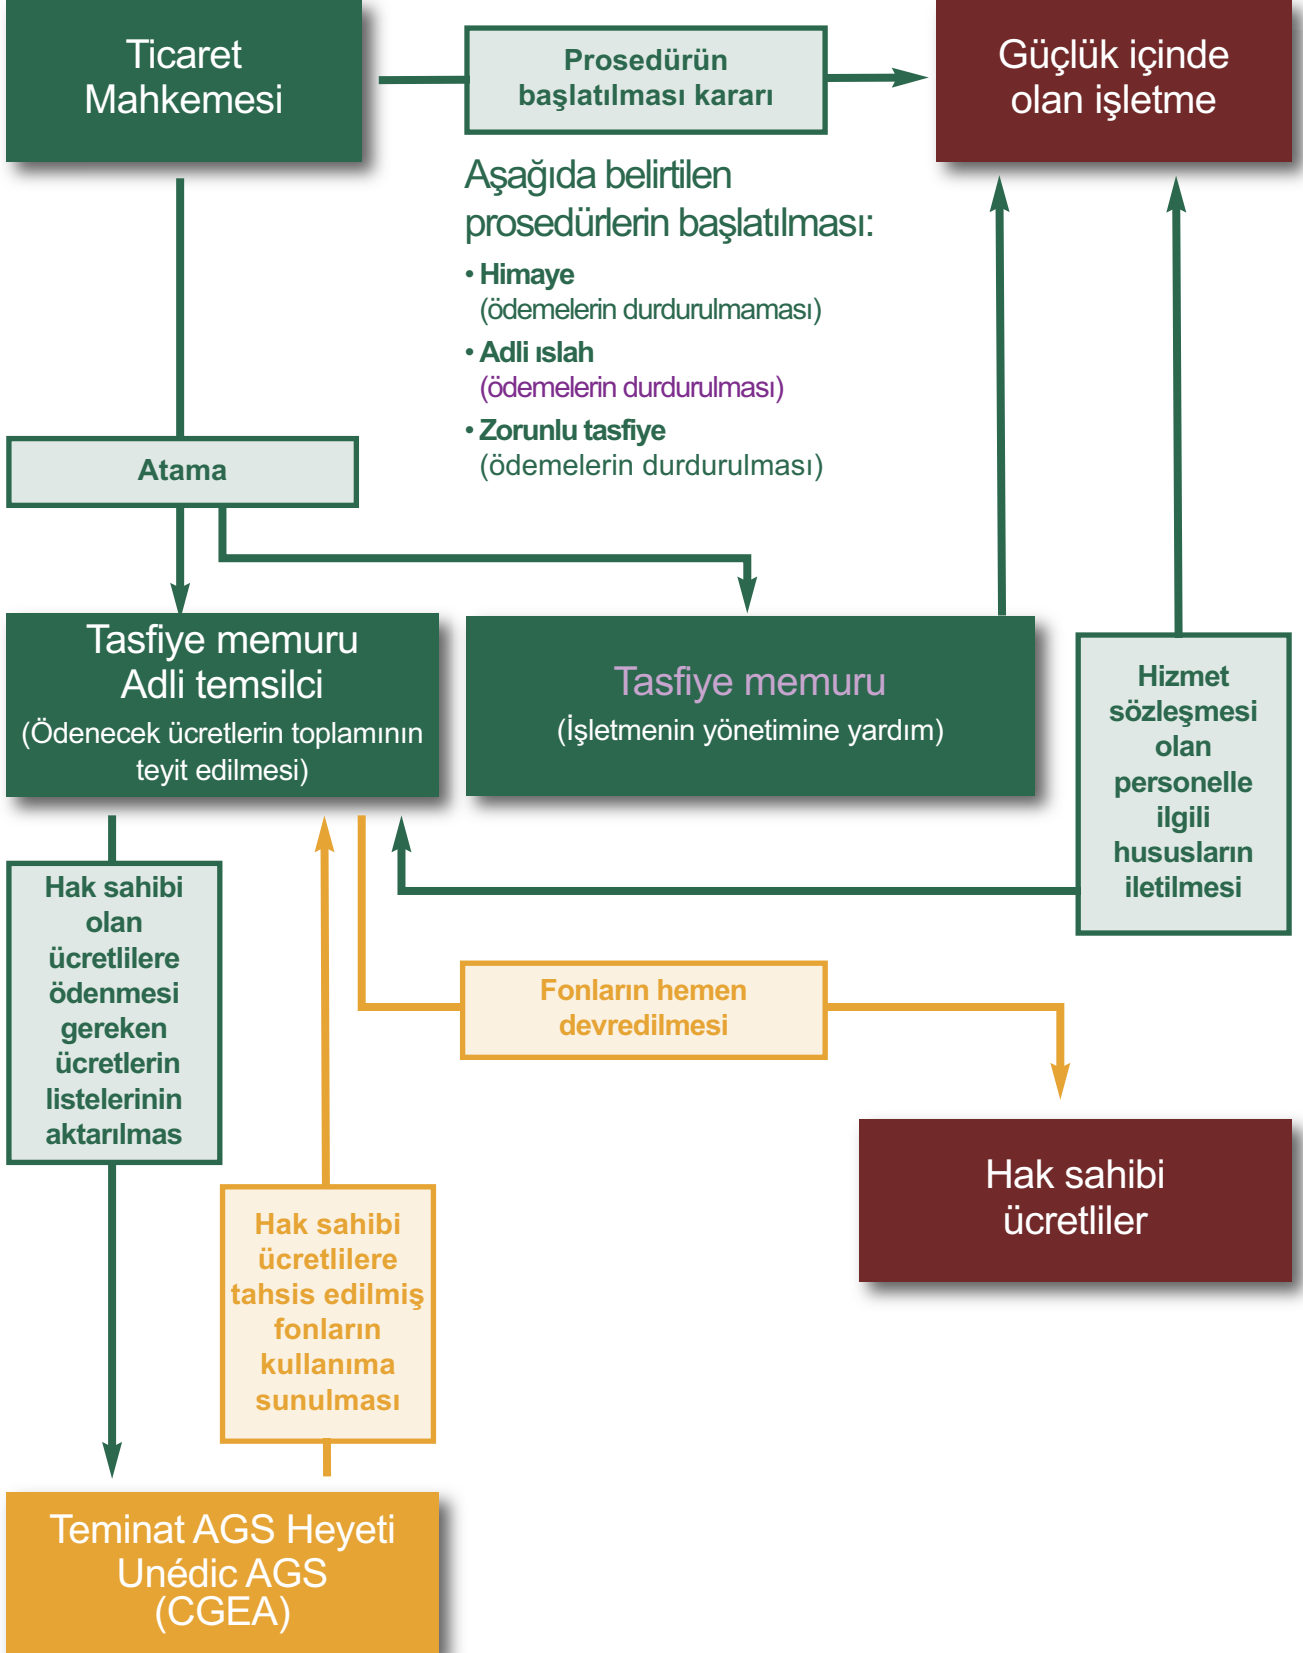 Ticaret
Mahkemesi
Prosedürün
başlatılması kararı
Güçlük içinde
olan işletme
Aşağıda belirtilen
prosedürlerin başlatılması:
• Himaye
(ödemelerin durdurulmaması)
• Adli ıslah
(ödemelerin durdurulması)
• Zorunlu tasfiye
(ödemelerin durdurulması)
Atama
Tasfiye memuru
Adli temsilci
(Ödenecek ücretlerin toplamının
teyit edilmesi)
Tasfiye memuru
(İşletmenin yönetimine yardım)
Hizmet
sözleşmesi
olan
personelle
ilgili
hususların
iletilmesi
Hak sahibi
olan
ücretlilere
ödenmesi
gereken
ücretlerin
listelerinin
aktarılmas
Fonların hemen
devredilmesi
Hak sahibi
ücretliler
Hak sahibi
ücretlilere
tahsis edilmiş
fonların
kullanıma
sunulması
Teminat AGS Heyeti
Unédic AGS
(CGEA)